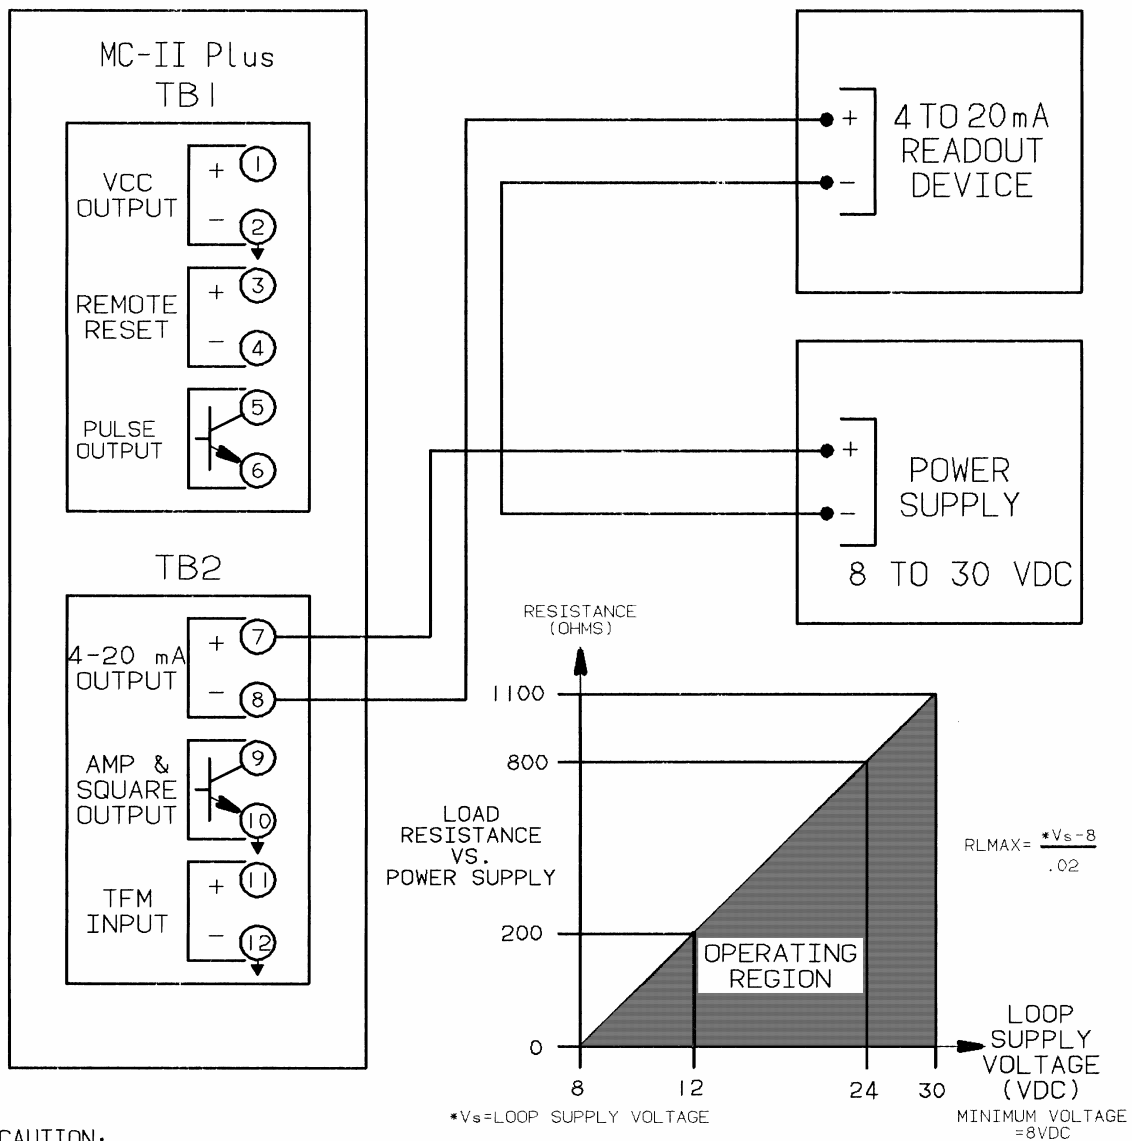 MC-II Plus
TB1
VCC
OUTPUT
+ 1
- 2
REMOTE
RESET
+ 3
- 4
PULSE
OUTPUT
5
6
TB2
4-20 mA
OUTPUT
+ 7
- 8
AMP &
SQUARE
OUTPUT
9
10
TFM
INPUT
+ 11
- 12
+
-
4 TO 20mA
READOUT
DEVICE
+
-
POWER
SUPPLY
8 TO 30 VDC
RESISTANCE
(OHMS)
1100
800
200
0
LOAD
RESISTANCE
VS.
POWER SUPPLY
OPERATING
REGION
RLMAX= *Vs-8
.02
8 12 24 30
LOOP
SUPPLY
VOLTAGE
(VDC)
*Vs=LOOP SUPPLY VOLTAGE
MINIMUM VOLTAGE
=8VDC
CAUTION: